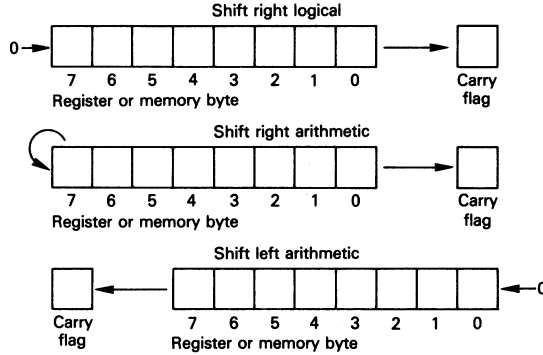 Shift right logical
0
7 6 5 4 3 2 1 0
Carry
flag
Register or memory byte
Shift right arithmetic
7 6 5 4 3 2 1 0
Carry
flag
Register or memory byte
Shift left arithmetic
0
Carry
flag
7 6 5 4 3 2 1 0
Register or memory byte